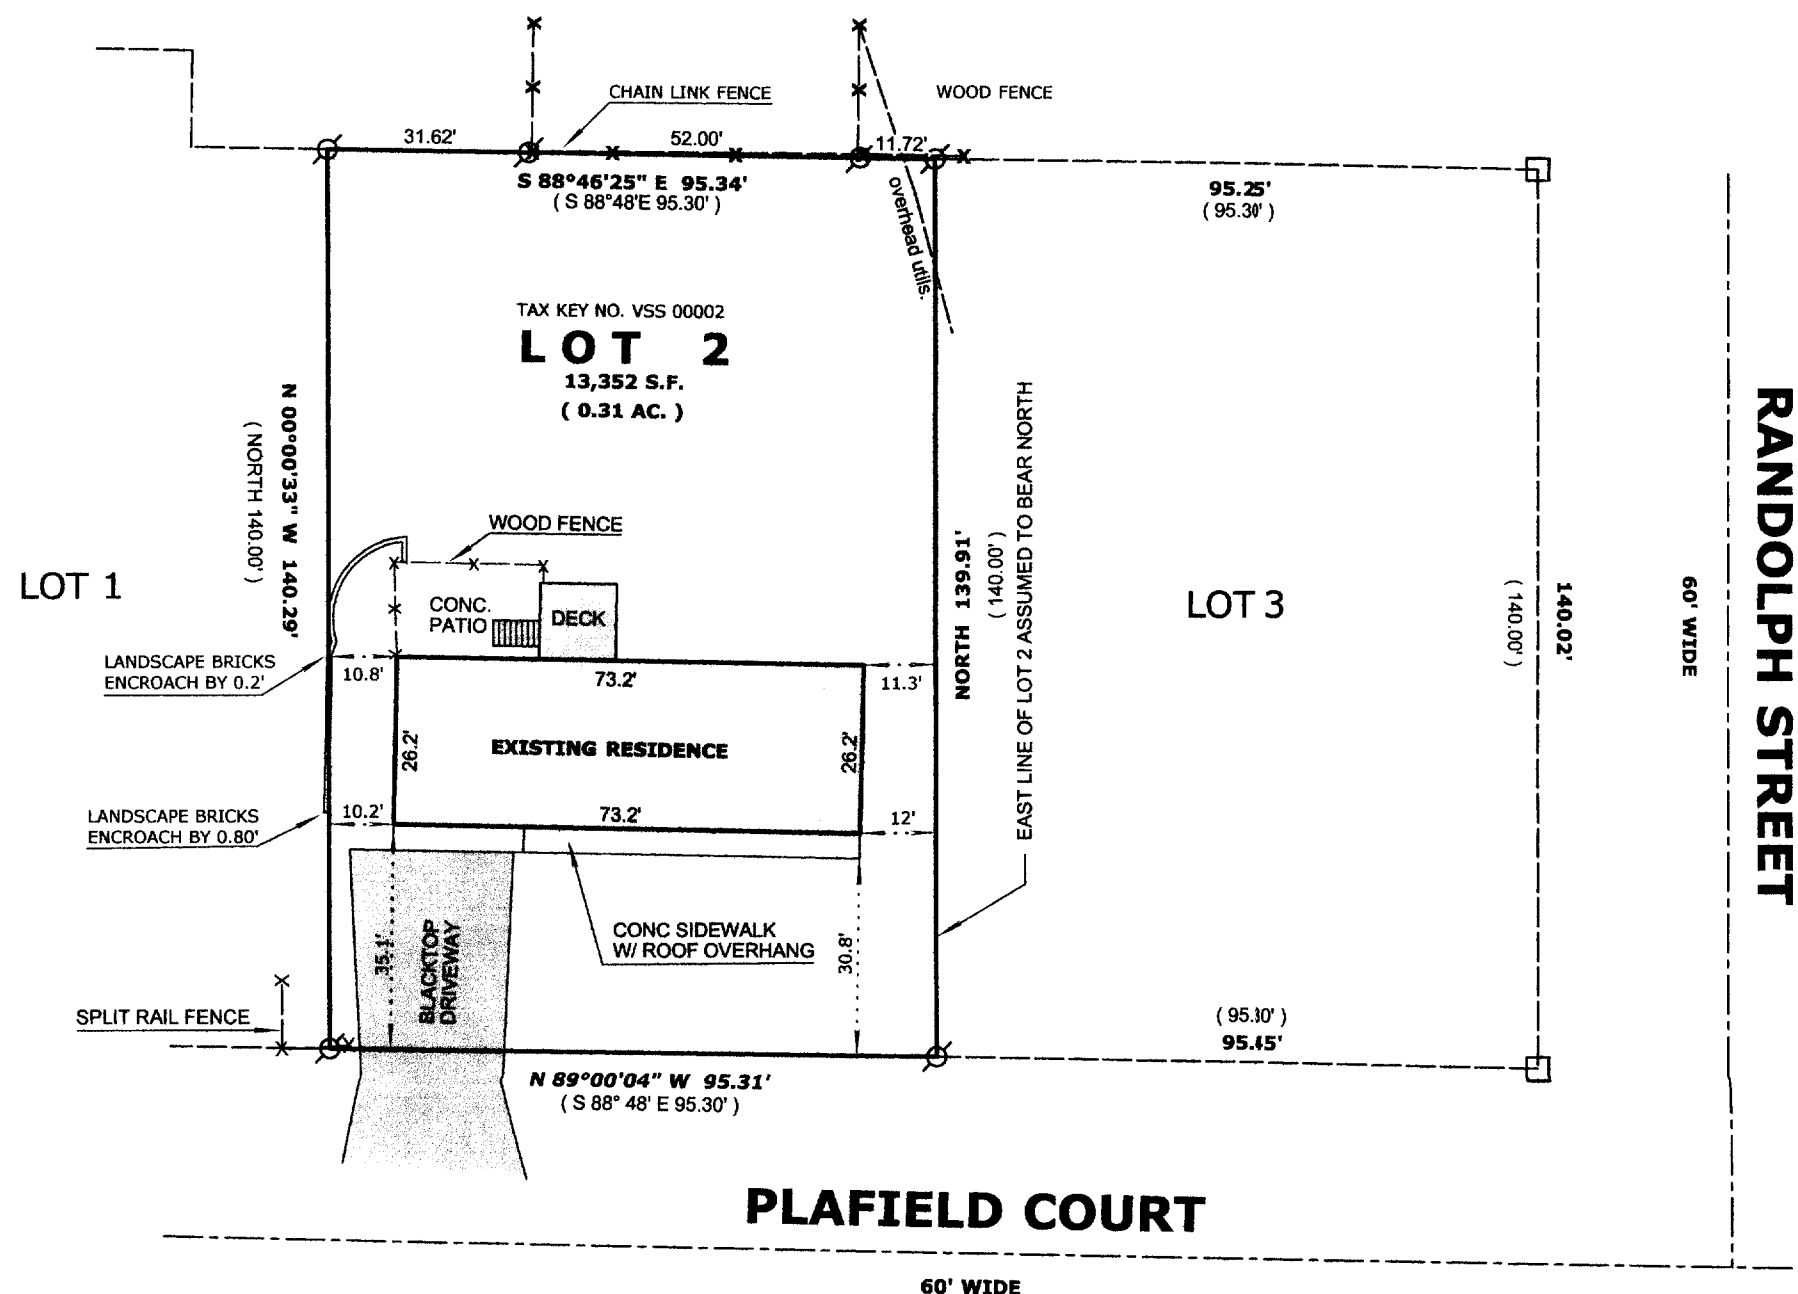 CHAIN LINK FENCE
WOOD FENCE
31.62'
52.00'
11.72'
S 88°46'25" E 95.34'
( S 88°48'E 95.30' )
overhead utils.
95.25'
( 95.30' )
TAX KEY NO. VSS 00002
LOT 2
13,352 S.F.
( 0.31 AC. )
N 00°00'33" W 140.29'
( NORTH 140.00' )
LOT 1
WOOD FENCE
CONC.
PATIO
DECK
LANDSCAPE BRICKS
ENCROACH BY 0.2'
10.8'
73.2'
11.3'
26.2'
EXISTING RESIDENCE
26.2'
LANDSCAPE BRICKS
ENCROACH BY 0.80'
10.2'
73.2'
12'
NORTH 139.91'
( 140.00' )
EAST LINE OF LOT 2 ASSUMED TO BEAR NORTH
LOT 3
140.02'
( 140.00' )
60' WIDE
RANDOLPH STREET
35.1'
BLACKTOP
DRIVEWAY
CONC SIDEWALK
W/ ROOF OVERHANG
30.8'
SPLIT RAIL FENCE
( 95.30' )
95.45'
N 89°00'04" W 95.31'
( S 88° 48' E 95.30' )
PLAFIELD COURT
60' WIDE